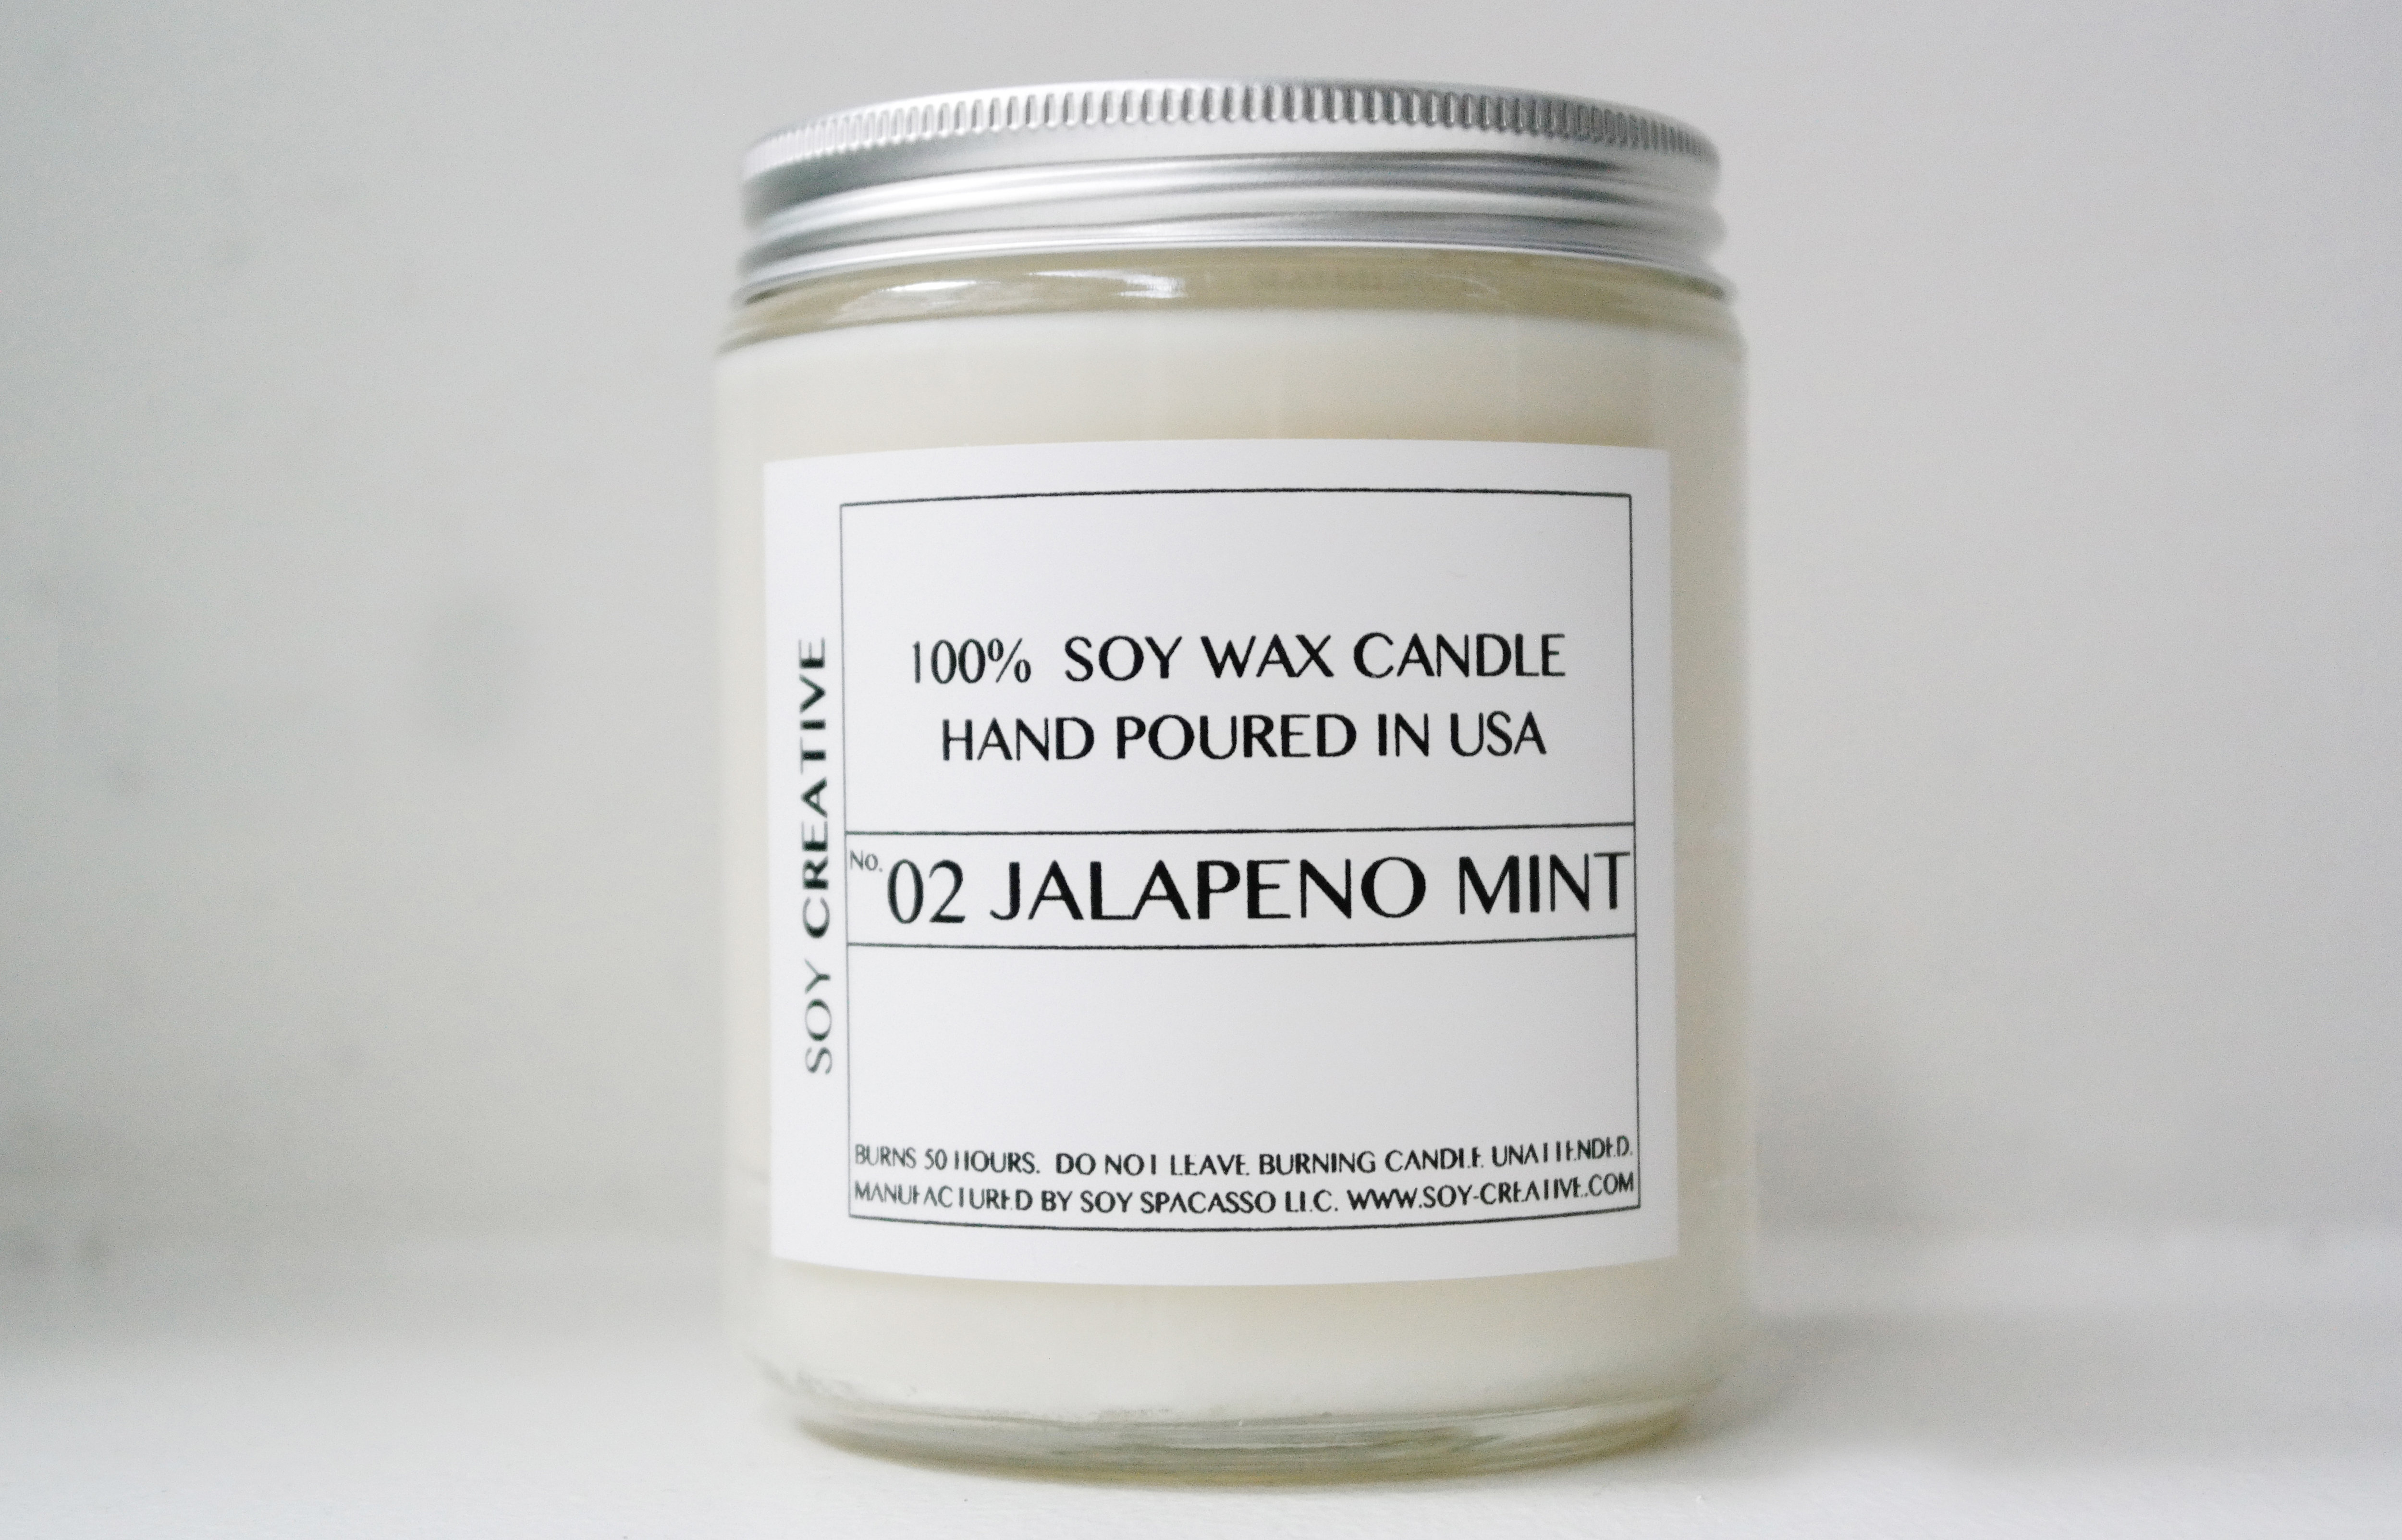 SOY CREATIVE
100% SOY WAX CANDLE
HAND POURED IN USA
No. 02 JALAPENO MINT
BURNS 50 HOURS. DO NOT LEAVE BURNING CANDLE UNATTENDED.
MANUFACTURED BY SOY SPACASSO LLC. WWW.SOY-CREATIVE.COM